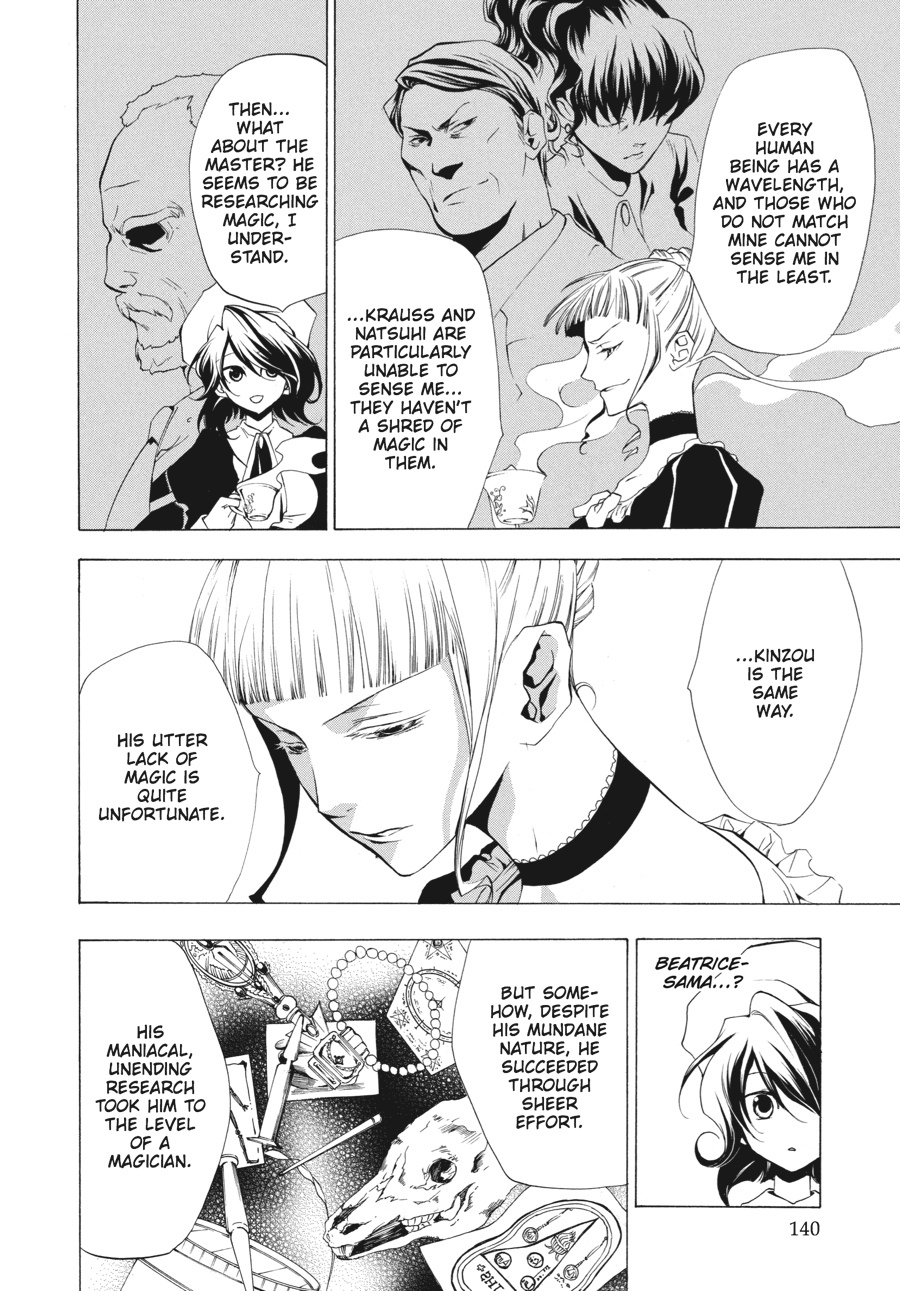 EVERY
HUMAN
BEING HAS A
WAVELENGTH,
AND THOSE WHO
DO NOT MATCH
MINE CANNOT
SENSE ME IN
THE LEAST.
...KRAUSS AND
NATSUHI ARE
PARTICULARLY
UNABLE TO
SENSE ME...
THEY HAVEN'T
A SHRED OF
MAGIC IN
THEM.
THEN...
WHAT
ABOUT THE
MASTER? HE
SEEMS TO BE
RESEARCHING
MAGIC, I
UNDER-
STAND.
...KINZOU
IS THE
SAME
WAY.
HIS UTTER
LACK OF
MAGIC IS
QUITE
UNFORTUNATE.
BEATRICE-
SAMA...?
BUT SOME-
HOW, DESPITE
HIS MUNDANE
NATURE, HE
SUCCEEDED
THROUGH
SHEER
EFFORT.
HIS
MANIACAL,
UNENDING
RESEARCH
TOOK HIM TO
THE LEVEL
OF A
MAGICIAN.
140